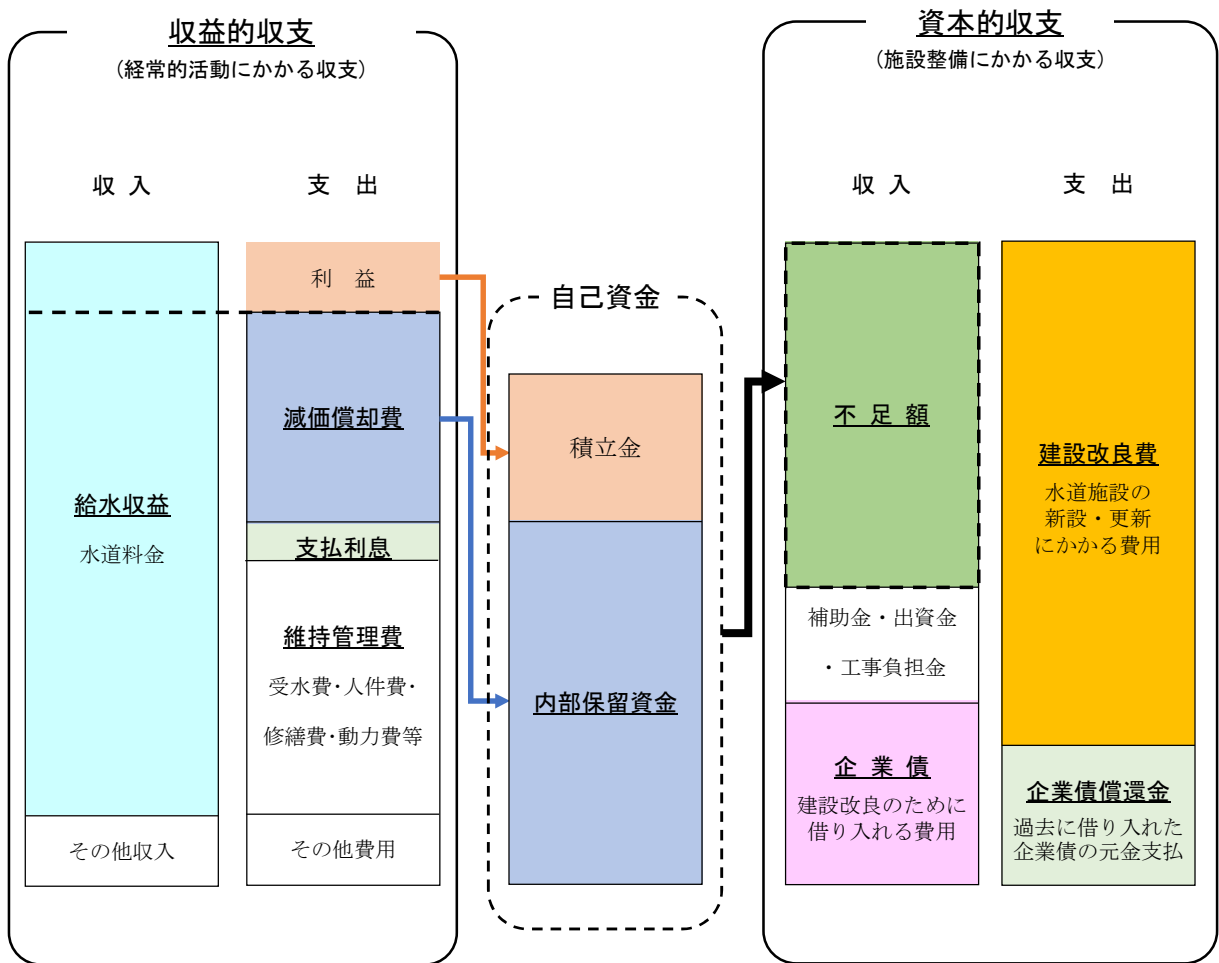 収益的収支
(経常的活動にかかる収支)
収 入
支 出
給水収益
水道料金
その他収入
利 益
減価償却費
支払利息
維持管理費
受水費・人件費・
修繕費・動力費等
その他費用
自己資金
積立金
内部保留資金
資本的収支
(施設整備にかかる収支)
収 入
支 出
不 足 額
補助金・出資金
・工事負担金
企 業 債
建設改良のために
借り入れる費用
建設改良費
水道施設の
新設・更新
にかかる費用
企業債償還金
過去に借り入れた
企業債の元金支払